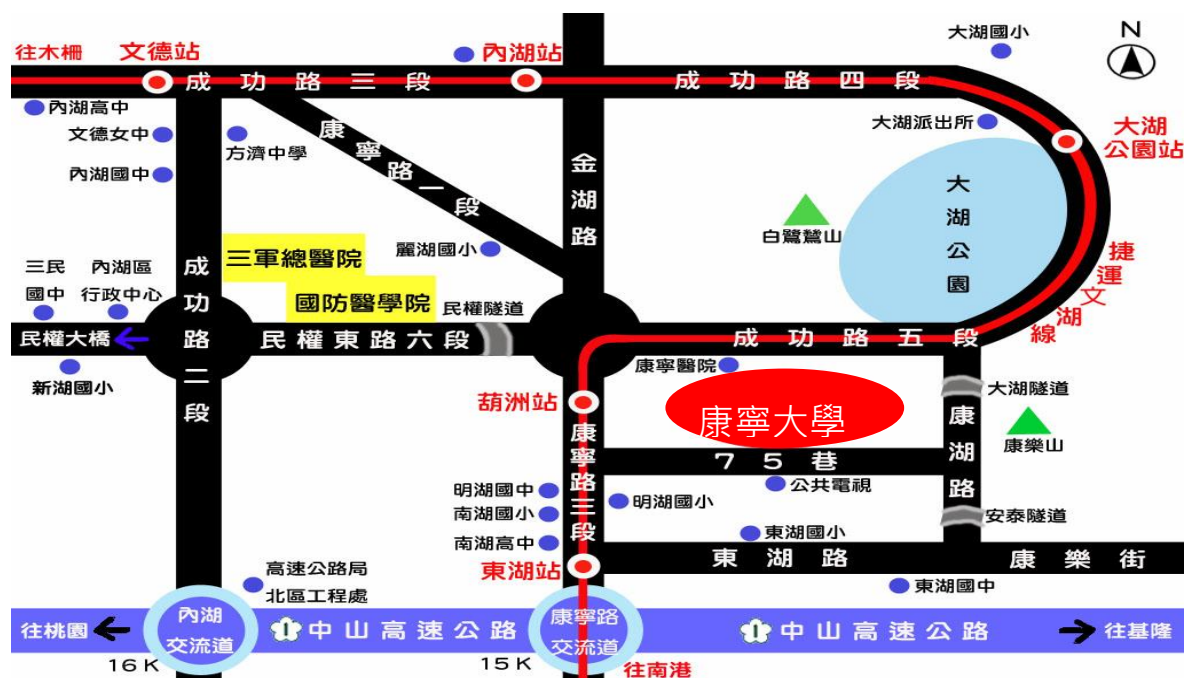 往木柵
文德站
內湖站
大湖國小
N
成功路三段
成功路四段
內湖高中
文德女中
方濟中學
大湖派出所
大湖
公園站
內湖國中
康寧路一段
金湖路
大湖公園
白鷺鷥山
三軍總醫院
麗湖國小
國防醫學院
民權隧道
三民
國中
內湖區
行政中心
成功路二段
捷運文湖線
民權大橋
民權東路六段
成功路五段
新湖國小
康寧醫院
大湖隧道
葫洲站
康寧大學
康樂山
康湖路
康寧路三段
75巷
明湖國中
公共電視
明湖國小
南湖國小
安泰隧道
南湖高中
東湖國小
東湖站
東湖路
康樂街
高速公路局
北區工程處
東湖國中
往桃園
內湖
交流道
1 中山高速公路
康寧路
交流道
1 中山高速公路
往基隆
16K
15K
往南港